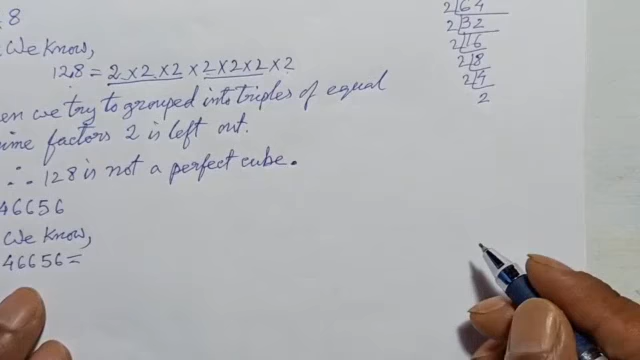 8
We Know,
128 = 2×2×2×2×2×2×2
en we try to grouped into triples of equal
ime factors 2 is left out.
∴ 128 is not a perfect cube.
46656
We Know,
46656 =
2 64
2 32
2 16
2 8
2 4
2